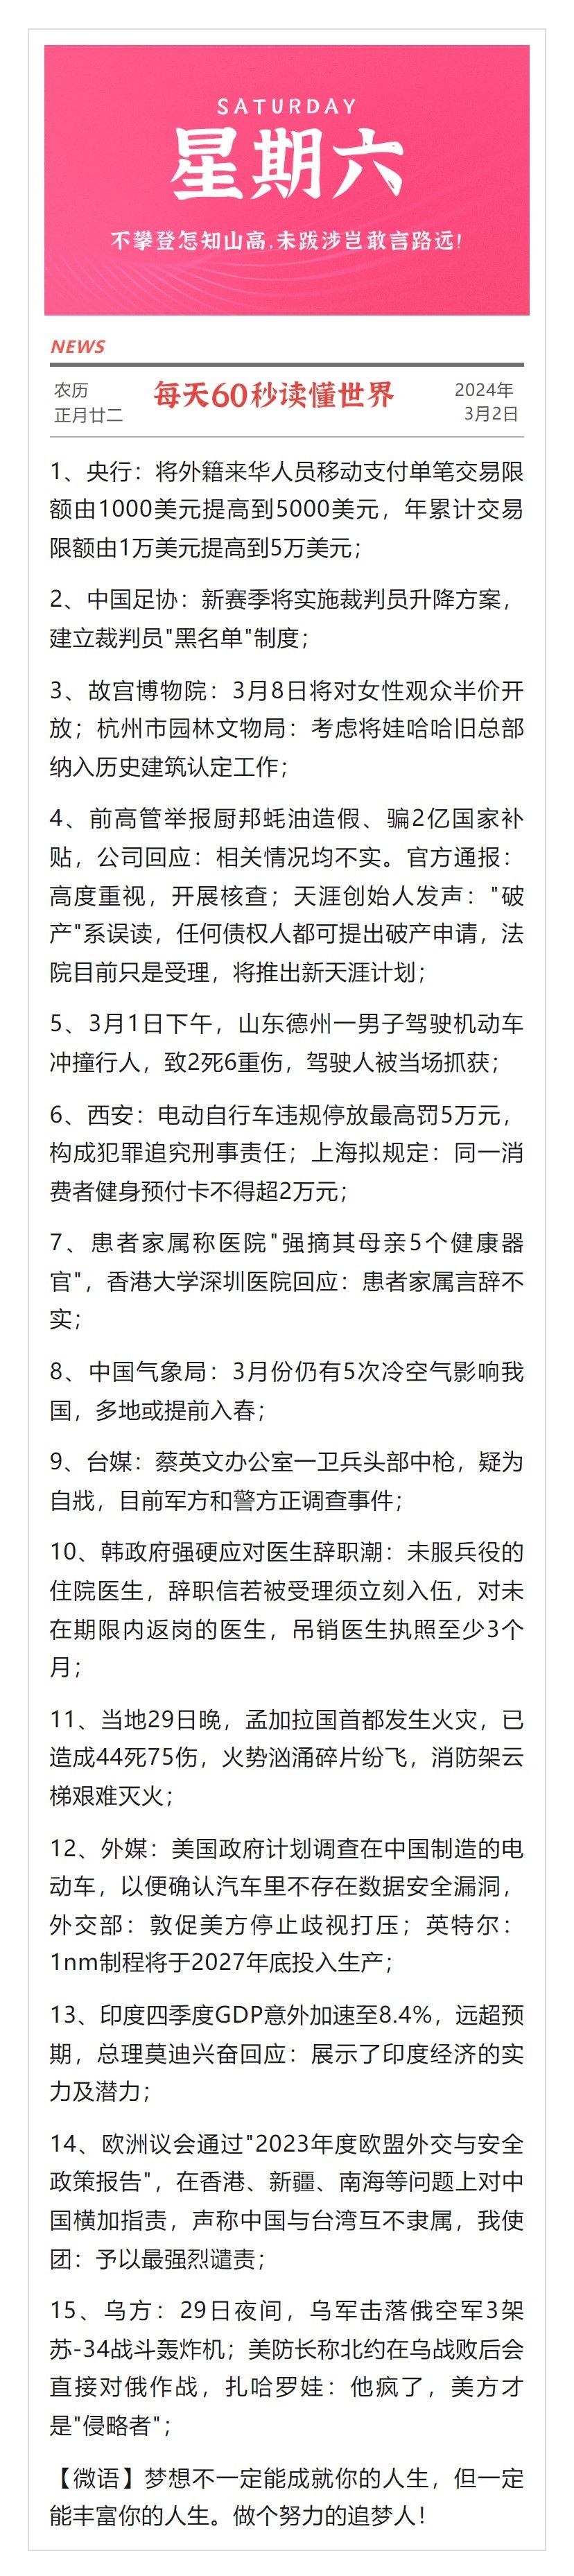 SATURDAY
星期六
不攀登怎知山高,未跋涉岂敢言路远!
NEWS
农历
正月廿二
每天60秒读懂世界
2024年
3月2日
1、央行：将外籍来华人员移动支付单笔交易限
额由1000美元提高到5000美元，年累计交易
限额由1万美元提高到5万美元；
2、中国足协：新赛季将实施裁判员升降方案，
建立裁判员"黑名单"制度；
3、故宫博物院：3月8日将对女性观众半价开
放；杭州市园林文物局：考虑将娃哈哈旧总部
纳入历史建筑认定工作；
4、前高管举报厨邦蚝油造假、骗2亿国家补
贴，公司回应：相关情况均不实。官方通报：
高度重视，开展核查；天涯创始人发声："破
产"系误读，任何债权人都可提出破产申请，法
院目前只是受理，将推出新天涯计划；
5、3月1日下午，山东德州一男子驾驶机动车
冲撞行人，致2死6重伤，驾驶人被当场抓获；
6、西安：电动自行车违规停放最高罚5万元，
构成犯罪追究刑事责任；上海拟规定：同一消
费者健身预付卡不得超2万元；
7、患者家属称医院"强摘其母亲5个健康器
官"，香港大学深圳医院回应：患者家属言辞不
实；
8、中国气象局：3月份仍有5次冷空气影响我
国，多地或提前入春；
9、台媒：蔡英文办公室一卫兵头部中枪，疑为
自戕，目前军方和警方正调查事件；
10、韩政府强硬应对医生辞职潮：未服兵役的
住院医生，辞职信若被受理须立刻入伍，对未
在期限内返岗的医生，吊销医生执照至少3个
月；
11、当地29日晚，孟加拉国首都发生火灾，已
造成44死75伤，火势汹涌碎片纷飞，消防架云
梯艰难灭火；
12、外媒：美国政府计划调查在中国制造的电
动车，以便确认汽车里不存在数据安全漏洞，
外交部：敦促美方停止歧视打压；英特尔：
1nm制程将于2027年底投入生产；
13、印度四季度GDP意外加速至8.4%，远超预
期，总理莫迪兴奋回应：展示了印度经济的实
力及潜力；
14、欧洲议会通过"2023年度欧盟外交与安全
政策报告"，在香港、新疆、南海等问题上对中
国横加指责，声称中国与台湾互不隶属，我使
团：予以最强烈谴责；
15、乌方：29日夜间，乌军击落俄空军3架
苏-34战斗轰炸机；美防长称北约在乌战败后会
直接对俄作战，扎哈罗娃：他疯了，美方才
是"侵略者"；
【微语】梦想不一定能成就你的人生，但一定
能丰富你的人生。做个努力的追梦人！